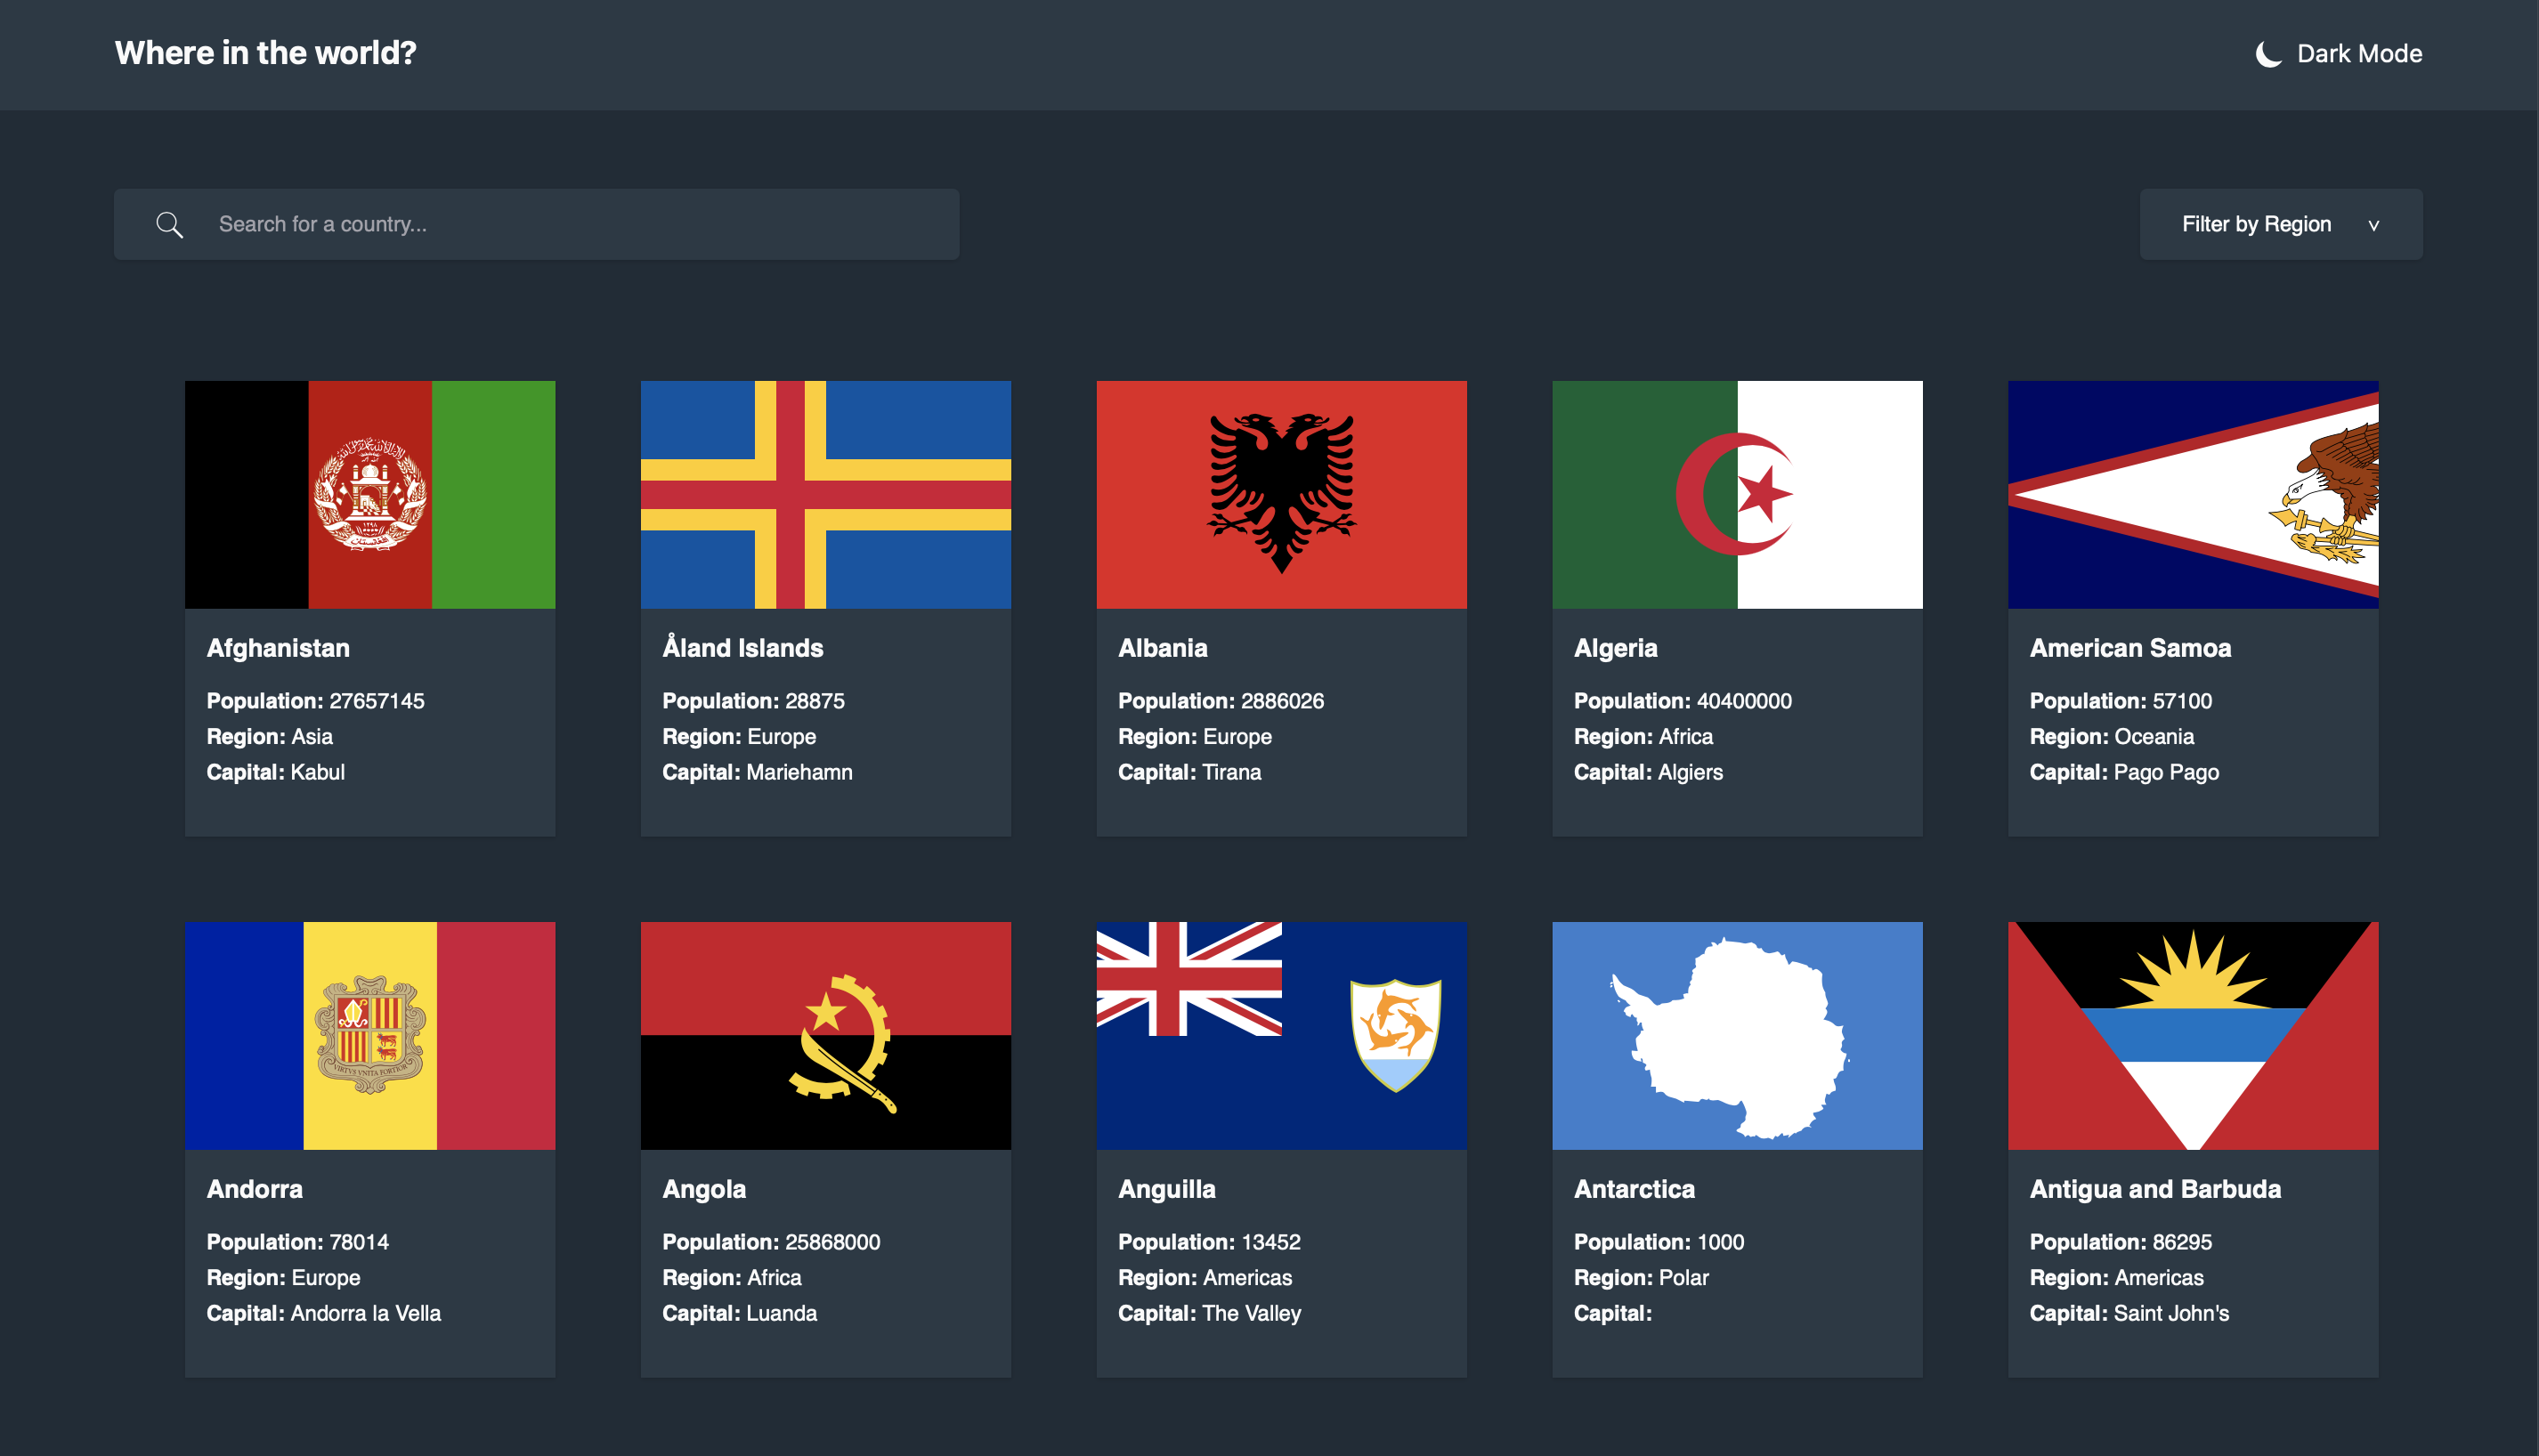 Where in the world?
Dark Mode
Search for a country...
Filter by Region v
Afghanistan
Population: 27657145
Region: Asia
Capital: Kabul
Åland Islands
Population: 28875
Region: Europe
Capital: Mariehamn
Albania
Population: 2886026
Region: Europe
Capital: Tirana
Algeria
Population: 40400000
Region: Africa
Capital: Algiers
American Samoa
Population: 57100
Region: Oceania
Capital: Pago Pago
VIRTVS VNITA FORTIOR
Andorra
Population: 78014
Region: Europe
Capital: Andorra la Vella
Angola
Population: 25868000
Region: Africa
Capital: Luanda
Anguilla
Population: 13452
Region: Americas
Capital: The Valley
Antarctica
Population: 1000
Region: Polar
Capital:
Antigua and Barbuda
Population: 86295
Region: Americas
Capital: Saint John's